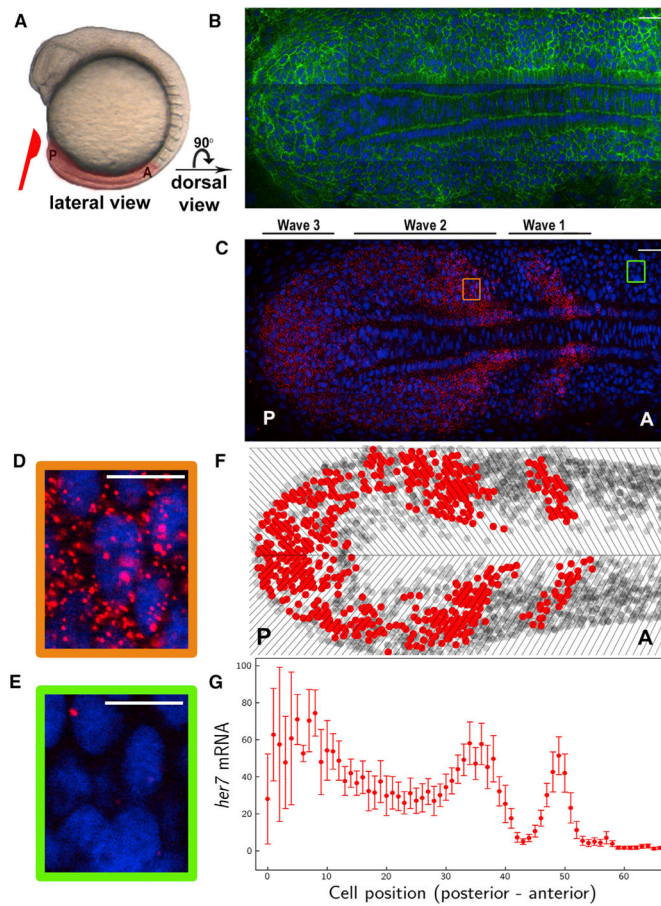 A
B
P
A
90°
lateral view
dorsal
view
Wave 3
Wave 2
Wave 1
C
P
A
D
F
P
A
E
G
100
80
60
40
20
0
her7 mRNA
0
10
20
30
40
50
60
Cell position (posterior - anterior)